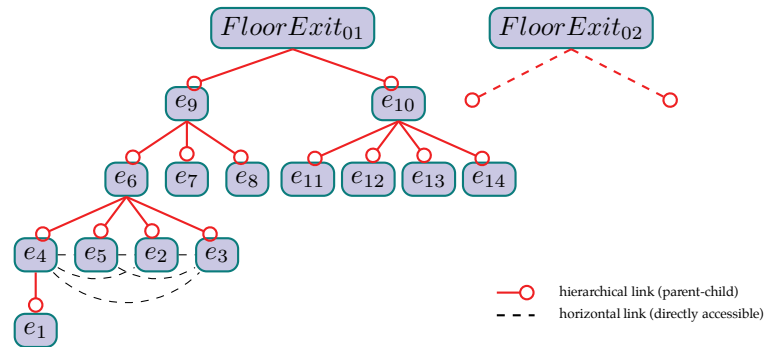 FloorExit₀₁ FloorExit₀₂
e₉ e₁₀
e₆ e₇ e₈ e₁₁ e₁₂ e₁₃ e₁₄
e₄ e₅ e₂ e₃
hierarchical link (parent-child)
horizontal link (directly accessible)
e₁